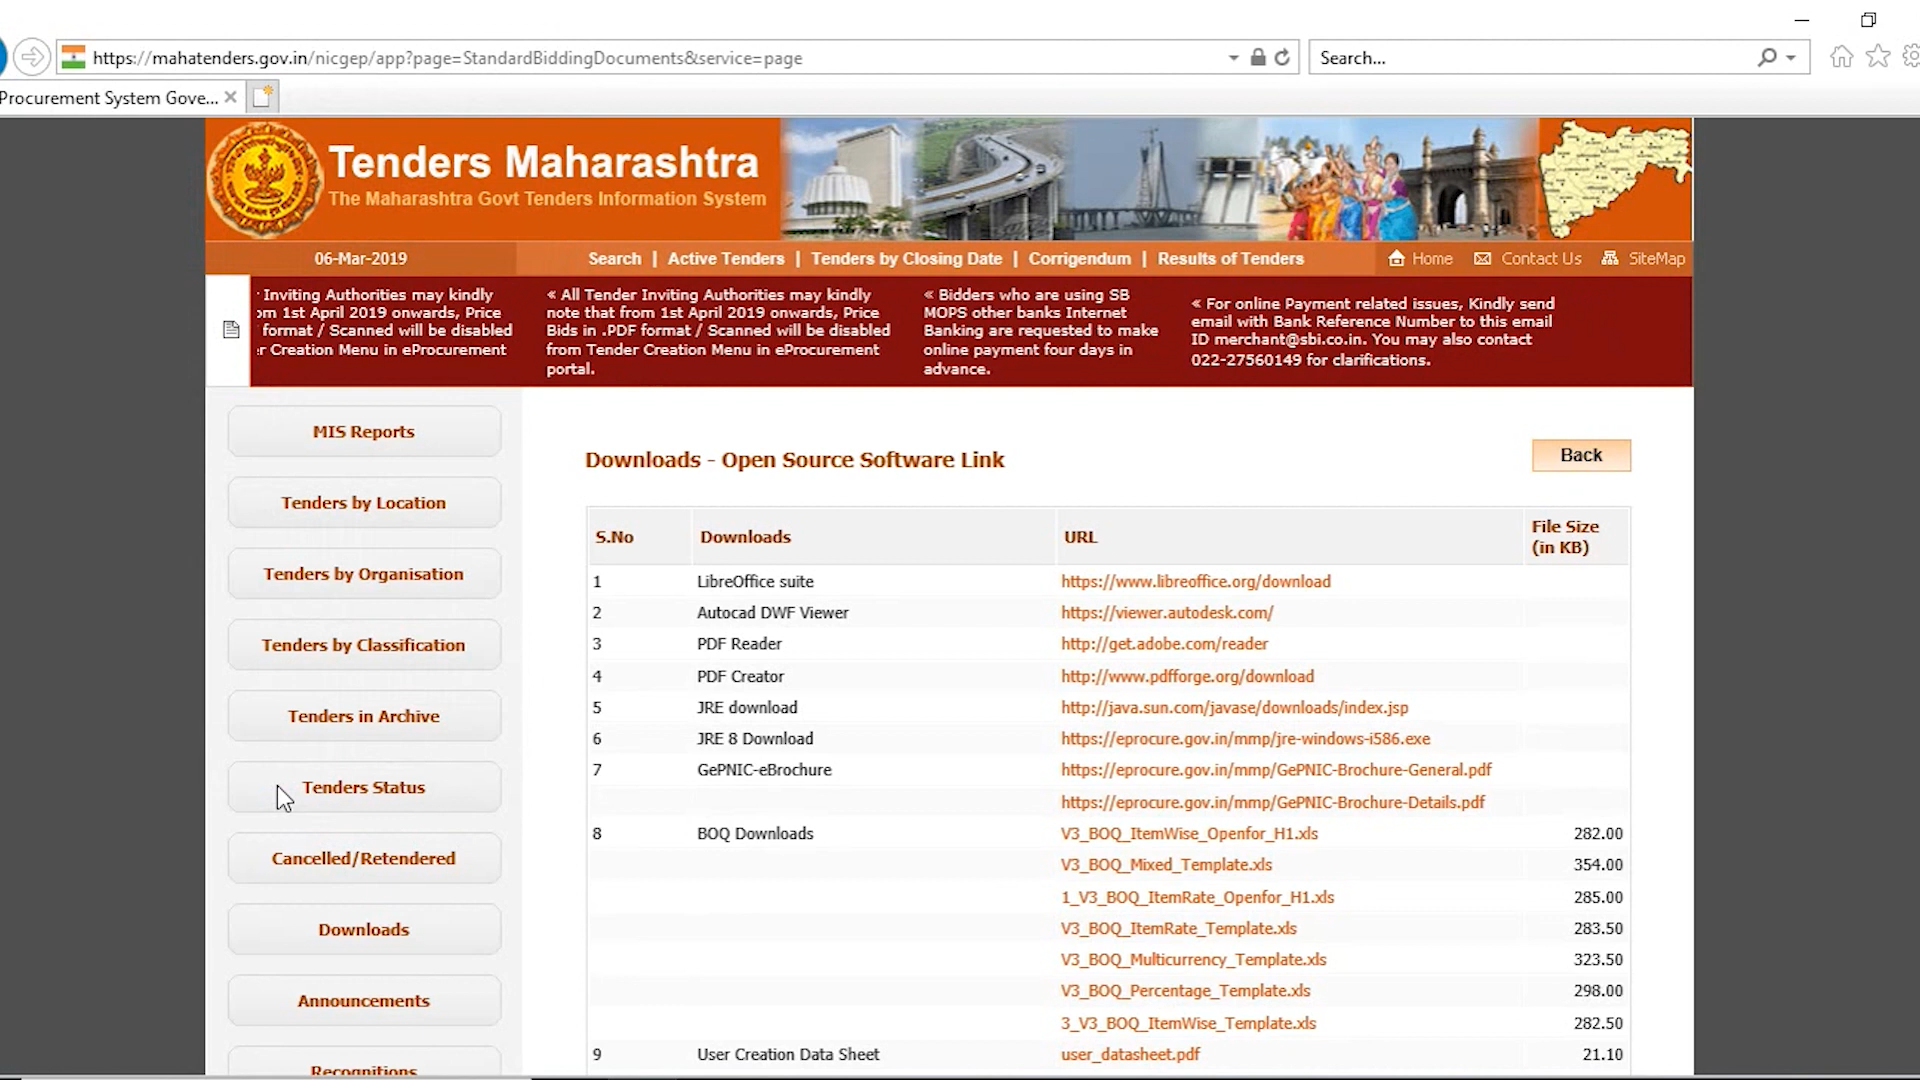 https://mahatenders.gov.in/nicgep/app?page=StandardBiddingDocuments&service=page
Search...
Procurement System Gove...
Tenders Maharashtra
The Maharashtra Govt Tenders Information System
06-Mar-2019
Search | Active Tenders | Tenders by Closing Date | Corrigendum | Results of Tenders
Home
Contact Us
SiteMap
Inviting Authorities may kindly
om 1st April 2019 onwards, Price
format / Scanned will be disabled
r Creation Menu in eProcurement
« All Tender Inviting Authorities may kindly
note that from 1st April 2019 onwards, Price
Bids in .PDF format / Scanned will be disabled
from Tender Creation Menu in eProcurement
portal.
« Bidders who are using SB
MOPS other banks Internet
Banking are requested to make
online payment four days in
advance.
« For online Payment related issues, Kindly send
email with Bank Reference Number to this email
ID merchant@sbi.co.in. You may also contact
022-27560149 for clarifications.
MIS Reports
Tenders by Location
Tenders by Organisation
Tenders by Classification
Tenders in Archive
Tenders Status
Cancelled/Retendered
Downloads
Announcements
Recognitions
Downloads - Open Source Software Link
Back
S.No Downloads URL File Size
(in KB)
1 LibreOffice suite https://www.libreoffice.org/download
2 Autocad DWF Viewer https://viewer.autodesk.com/
3 PDF Reader http://get.adobe.com/reader
4 PDF Creator http://www.pdfforge.org/download
5 JRE download http://java.sun.com/javase/downloads/index.jsp
6 JRE 8 Download https://eprocure.gov.in/mmp/jre-windows-i586.exe
7 GePNIC-eBrochure https://eprocure.gov.in/mmp/GePNIC-Brochure-General.pdf
https://eprocure.gov.in/mmp/GePNIC-Brochure-Details.pdf
8 BOQ Downloads V3_BOQ_ItemWise_Openfor_H1.xls 282.00
V3_BOQ_Mixed_Template.xls 354.00
1_V3_BOQ_ItemRate_Openfor_H1.xls 285.00
V3_BOQ_ItemRate_Template.xls 283.50
V3_BOQ_Multicurrency_Template.xls 323.50
V3_BOQ_Percentage_Template.xls 298.00
3_V3_BOQ_ItemWise_Template.xls 282.50
9 User Creation Data Sheet user_datasheet.pdf 21.10